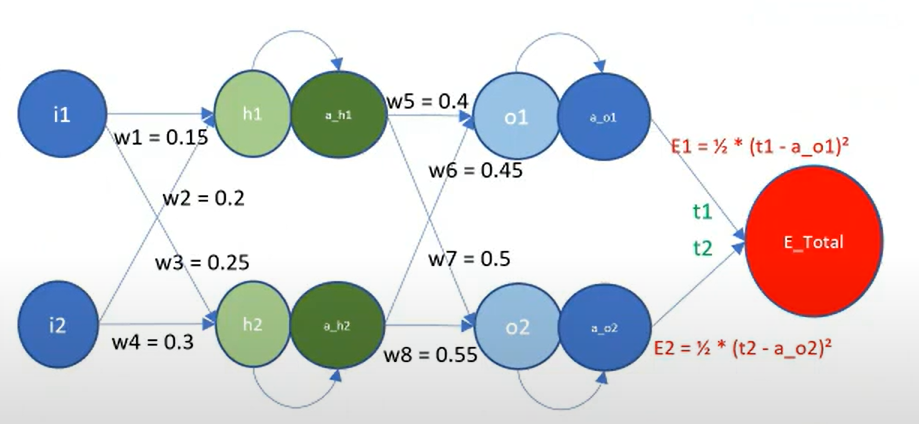 i1
h1
a_h1
w5 = 0.4
o1
a_o1
w1 = 0.15
E1 = ½ * (t1 - a_o1)²
w6 = 0.45
w2 = 0.2
t1
E_Total
t2
w3 = 0.25
w7 = 0.5
i2
h2
a_h2
o2
a_o2
w4 = 0.3
w8 = 0.55
E2 = ½ * (t2 - a_o2)²